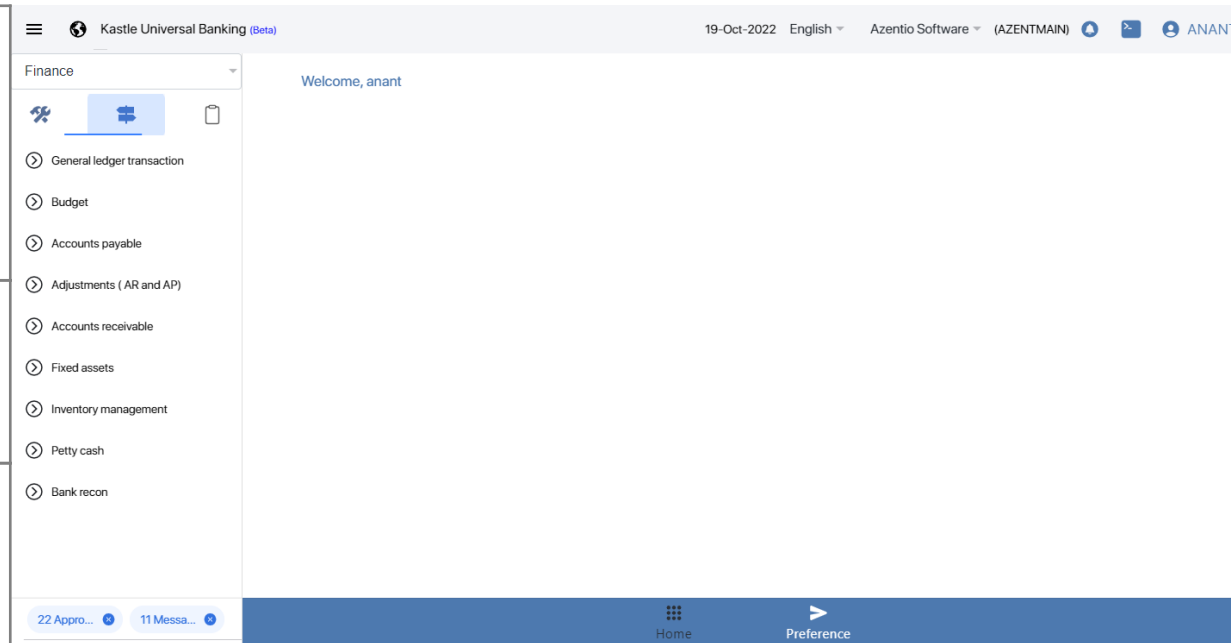 Kastle Universal Banking (Beta)
19-Oct-2022 English Azentio Software (AZENTMAIN) ANANT
Finance
Welcome, anant
General ledger transaction
Budget
Accounts payable
Adjustments ( AR and AP)
Accounts receivable
Fixed assets
Inventory management
Petty cash
Bank recon
22 Appro... 11 Messa...
Home Preference